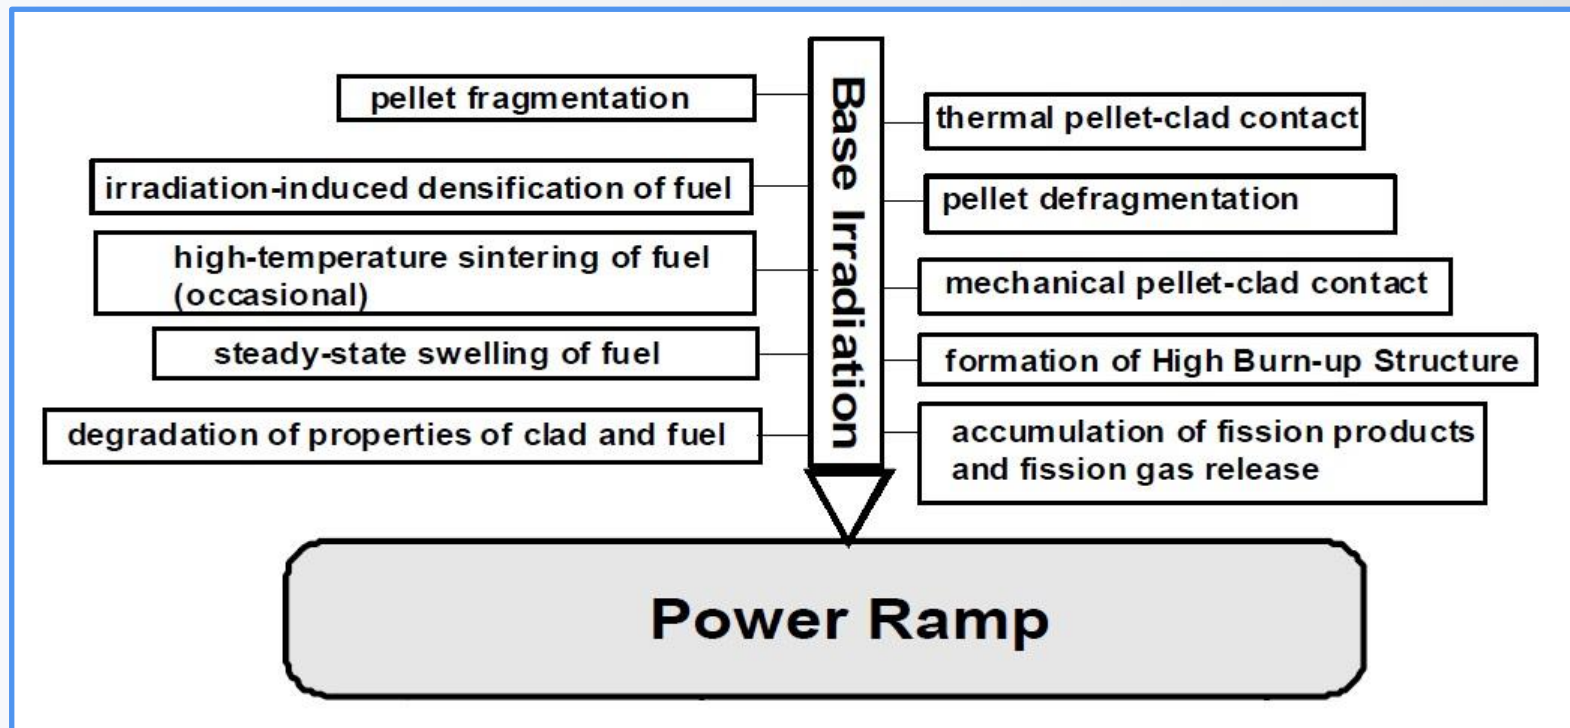 pellet fragmentation
thermal pellet-clad contact
irradiation-induced densification of fuel
pellet defragmentation
high-temperature sintering of fuel
(occasional)
mechanical pellet-clad contact
steady-state swelling of fuel
formation of High Burn-up Structure
degradation of properties of clad and fuel
accumulation of fission products
and fission gas release
Base Irradiation
Power Ramp